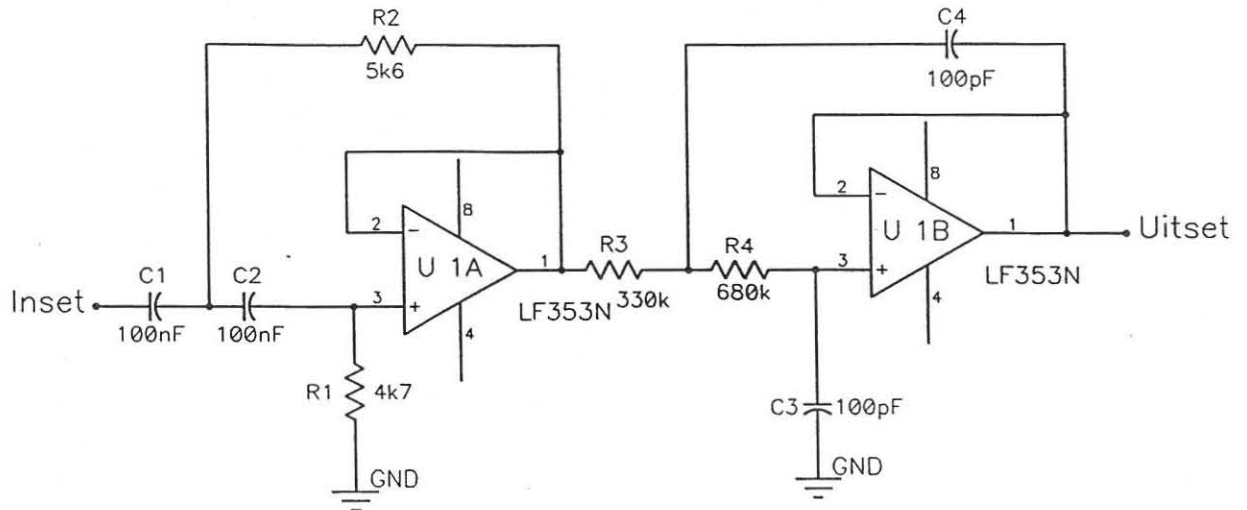 R2
5k6
C4
100pF
2
8
U 1A
1
3
4
LF353N
Inset
C1
100nF
C2
100nF
R1
4k7
GND
R3
330k
R4
680k
2
8
U 1B
1
3
4
LF353N
Uitset
C3
100pF
GND